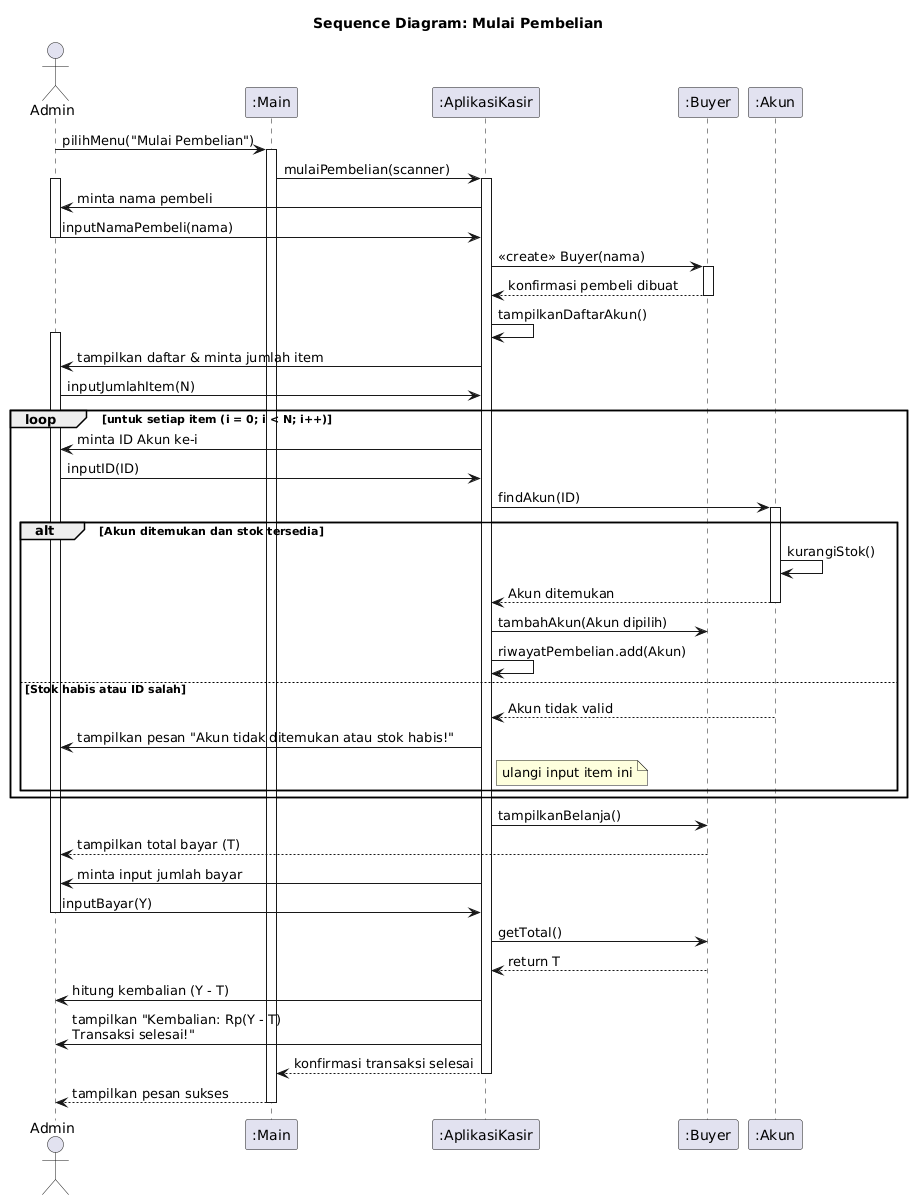 Sequence Diagram: Mulai Pembelian
Admin
:Main
:AplikasiKasir
:Buyer
:Akun
pilihMenu("Mulai Pembelian")
mulaiPembelian(scanner)
minta nama pembeli
inputNamaPembeli(nama)
«create» Buyer(nama)
konfirmasi pembeli dibuat
tampilkanDaftarAkun()
tampilkan daftar & minta jumlah item
inputJumlahItem(N)
loop [untuk setiap item (i = 0; i < N; i++)]
minta ID Akun ke-i
inputID(ID)
findAkun(ID)
alt [Akun ditemukan dan stok tersedia]
kurangiStok()
Akun ditemukan
tambahAkun(Akun dipilih)
riwayatPembelian.add(Akun)
[Stok habis atau ID salah]
Akun tidak valid
tampilkan pesan "Akun tidak ditemukan atau stok habis!"
ulangi input item ini
tampilkanBelanja()
tampilkan total bayar (T)
minta input jumlah bayar
inputBayar(Y)
getTotal()
return T
hitung kembalian (Y - T)
tampilkan "Kembalian: Rp(Y - T)
Transaksi selesai!"
konfirmasi transaksi selesai
tampilkan pesan sukses
Admin
:Main
:AplikasiKasir
:Buyer
:Akun